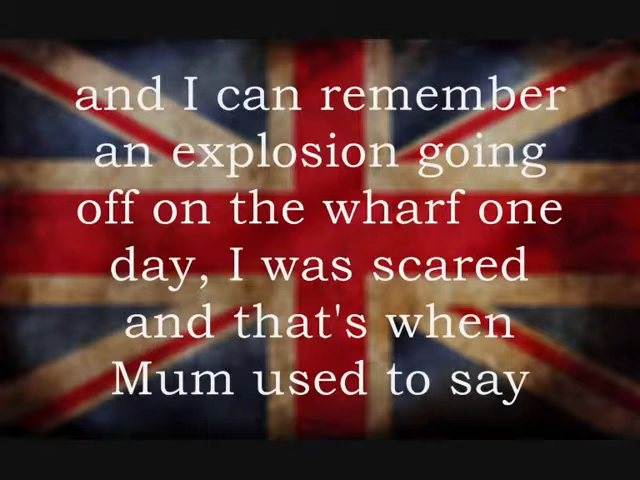 and I can remember
an explosion going
off on the wharf one
day, I was scared
and that's when
Mum used to say